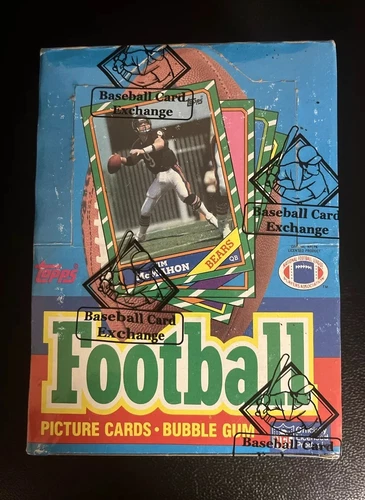 Baseball Card
Exchange
Topps
Baseball Card
Exchange
JIM
McMAHON
BEARS
QB
Topps
Baseball Card
Exchange
Football
PICTURE CARDS • BUBBLE GUM
Baseball Card